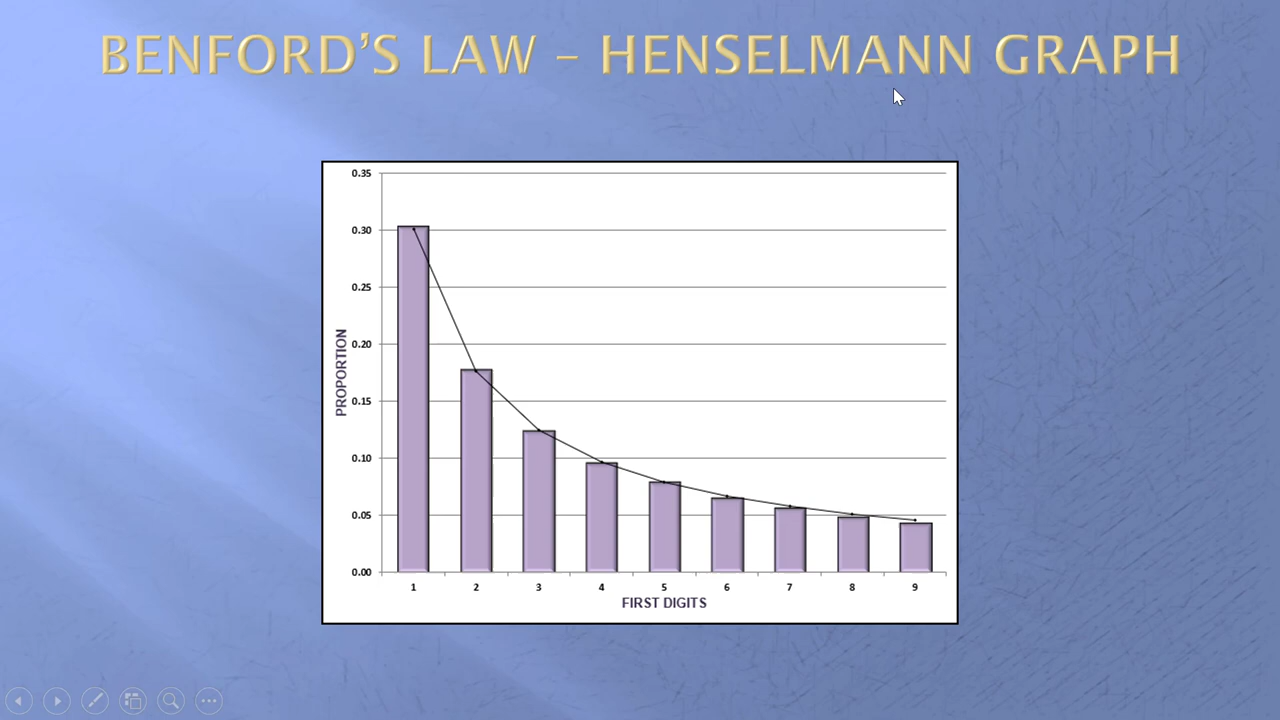 BENFORD'S LAW – HENSELMANN GRAPH
0.35
0.30
0.25
0.20
0.15
0.10
0.05
0.00
PROPORTION
1 2 3 4 5 6 7 8 9
FIRST DIGITS